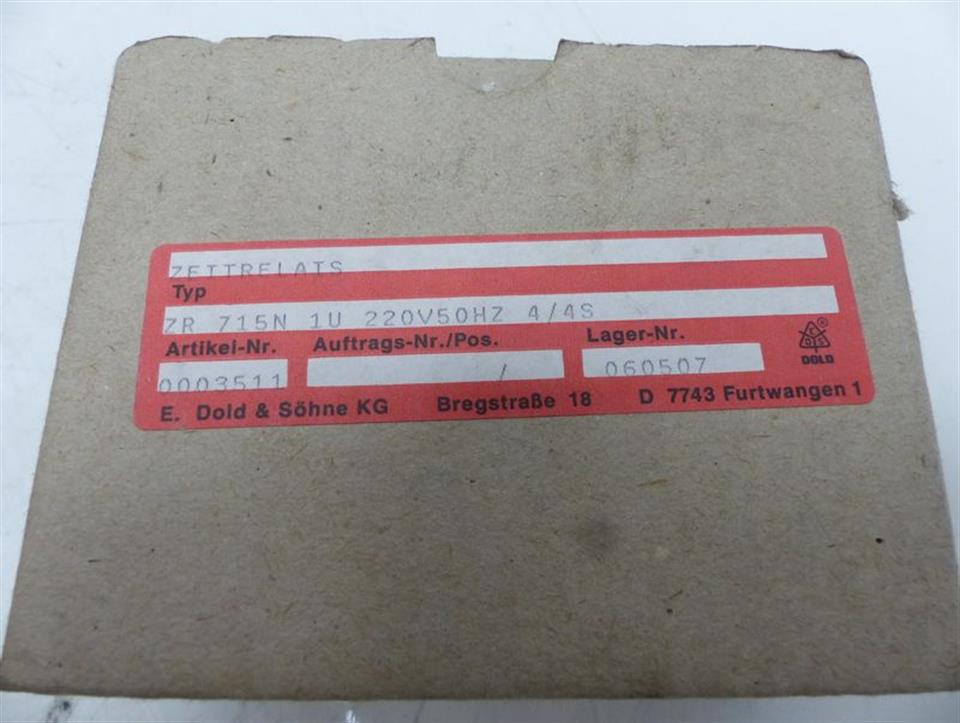 ZEITRELAIS
Typ
ZR 715N 1U 220V50HZ 4/4S
Artikel-Nr. Auftrags-Nr./Pos. Lager-Nr.
0003511 / 060507
DOLD
E. Dold & Söhne KG Bregstraße 18 D 7743 Furtwangen 1